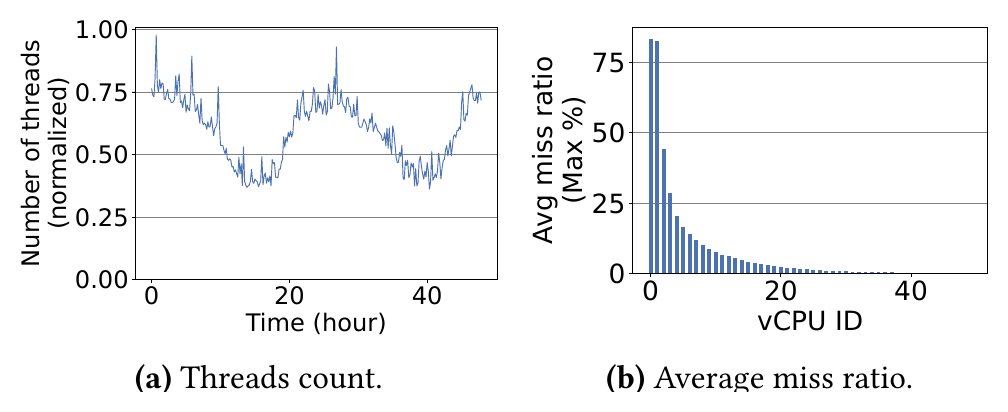 Number of threads
(normalized)
1.00
0.75
0.50
0.25
0.00
0
20
40
Time (hour)
(a) Threads count.
Avg miss ratio
(Max %)
75
50
25
0
0
20
40
vCPU ID
(b) Average miss ratio.